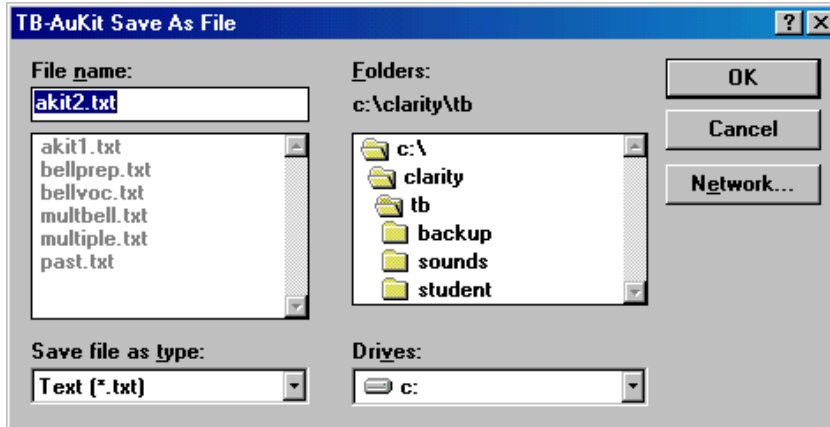 TB-AuKit Save As File
File name:
akit2.txt
akit1.txt
bellprep.txt
bellvoc.txt
multbell.txt
multiple.txt
past.txt
Save file as type:
Text (*.txt)
Folders:
c:\clarity\tb
c:\
clarity
tb
backup
sounds
student
Drives:
c:
OK
Cancel
Network...